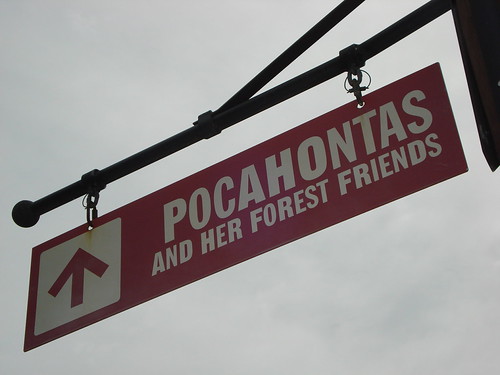 POCAHONTAS
AND HER FOREST FRIENDS